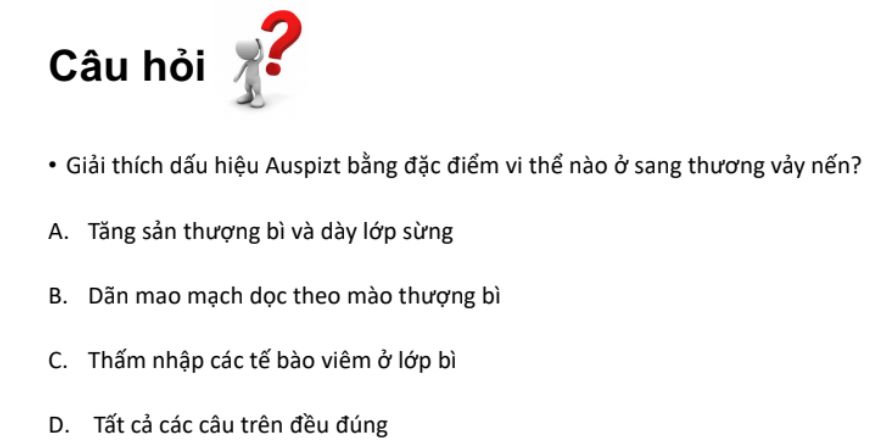 Câu hỏi
• Giải thích dấu hiệu Auspizt bằng đặc điểm vi thể nào ở sang thương vảy nến?
A. Tăng sản thượng bì và dày lớp sừng
B. Dãn mao mạch dọc theo mào thượng bì
C. Thấm nhập các tế bào viêm ở lớp bì
D. Tất cả các câu trên đều đúng